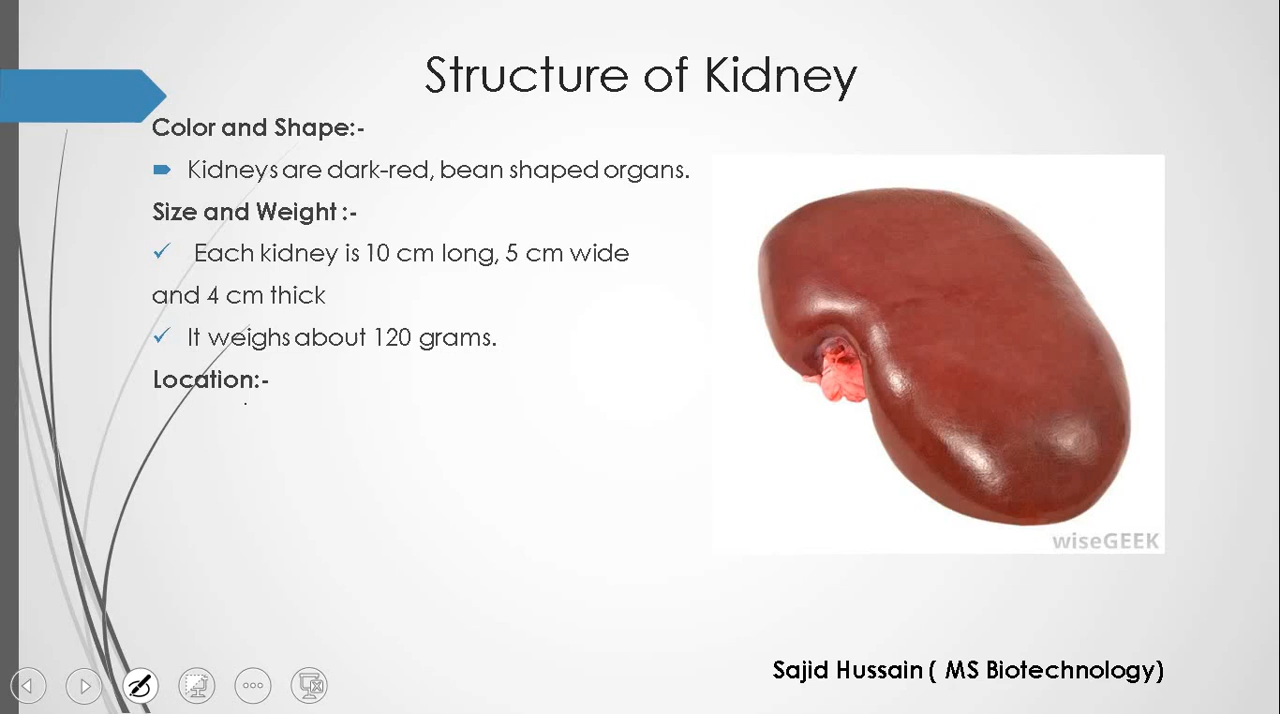 Structure of Kidney
Color and Shape:-
Kidneys are dark-red, bean shaped organs.
Size and Weight :-
Each kidney is 10 cm long, 5 cm wide
and 4 cm thick
It weighs about 120 grams.
Location:-
wiseGEEK
Sajid Hussain ( MS Biotechnology)